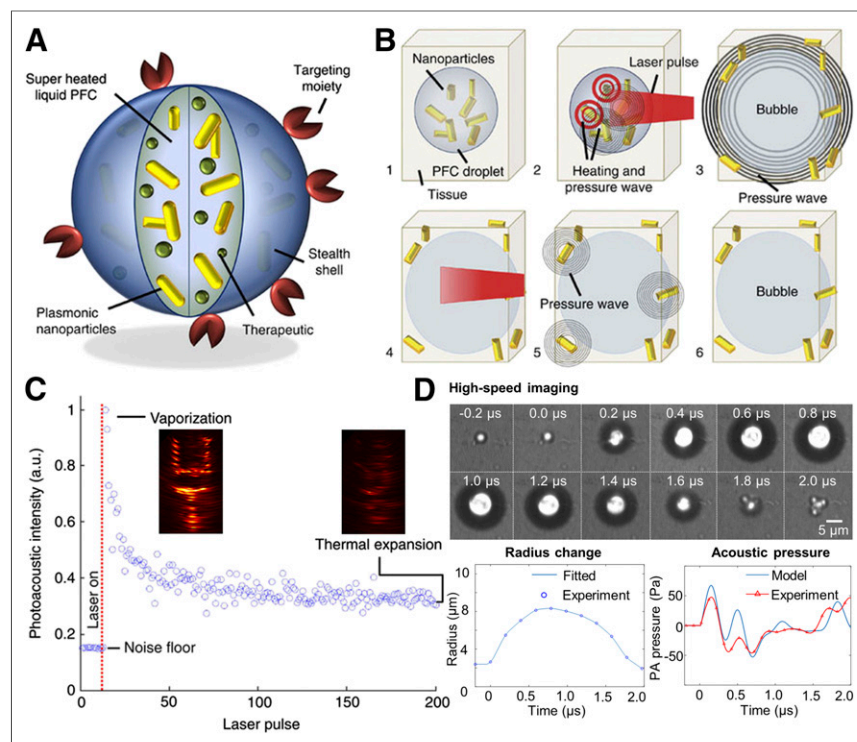 A
Super heated
liquid PFC
Targeting
moiety
Stealth
shell
Plasmonic
nanoparticles
Therapeutic
B
Nanoparticles
PFC droplet
Tissue
1
Laser pulse
Heating and
pressure wave
2
Bubble
Pressure wave
3
4
Pressure wave
5
Bubble
6
C
Photoacoustic intensity (a.u.)
1
0.8
0.6
0.4
0.2
0
Laser on
Vaporization
Thermal expansion
Noise floor
0 50 100 150 200
Laser pulse
D
High-speed imaging
-0.2 µs 0.0 µs 0.2 µs 0.4 µs 0.6 µs 0.8 µs
1.0 µs 1.2 µs 1.4 µs 1.6 µs 1.8 µs 2.0 µs
5 µm
Radius change
Radius (µm)
10
8
4
Fitted
Experiment
0 0.5 1.0 1.5 2.0
Time (µs)
Acoustic pressure
PA pressure (Pa)
50
0
-50
Model
Experiment
0 0.5 1.0 1.5 2.0
Time (µs)